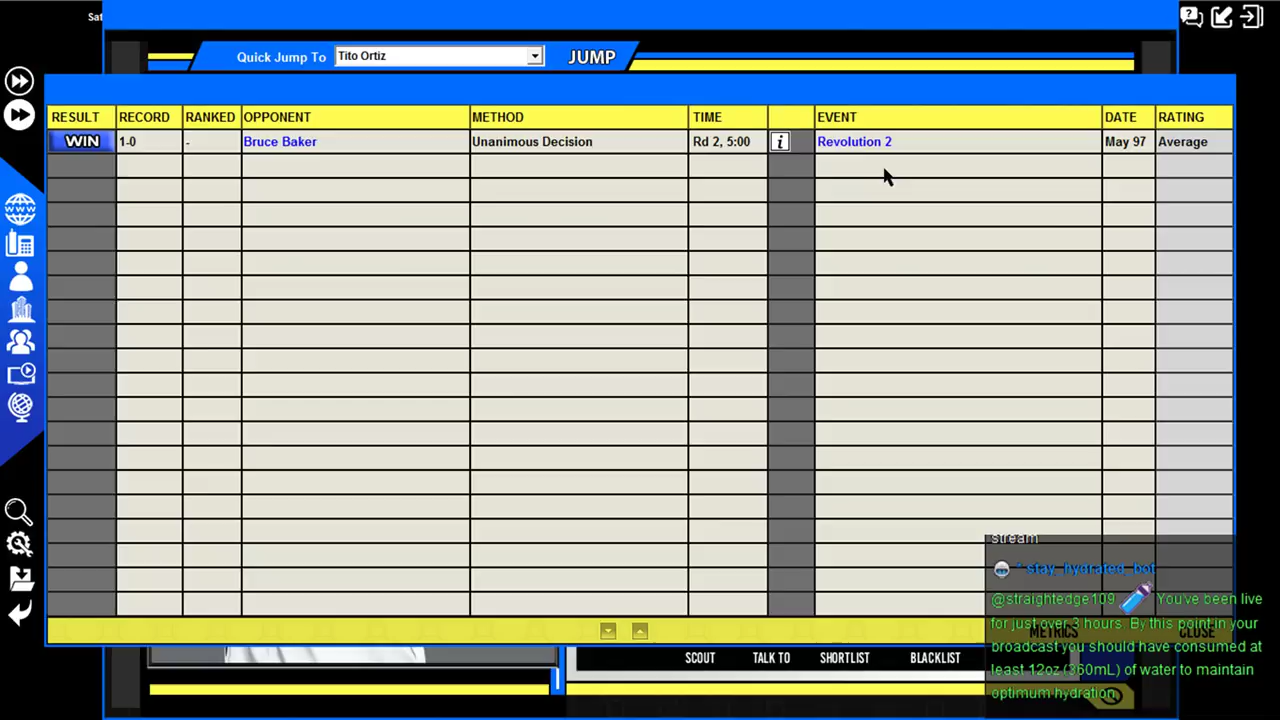 Sat
Quick Jump To Tito Ortiz JUMP
RESULT RECORD RANKED OPPONENT METHOD TIME EVENT DATE RATING
WIN 1-0 - Bruce Baker Unanimous Decision Rd 2, 5:00 i Revolution 2 May 97 Average
www
stream
stay_hydrated_bot
@straightedge109 You've been live
for just over 3 hours. By this point in your
broadcast you should have consumed at
least 12oz (360mL) of water to maintain
optimum hydration.
METRICS CLOSE
SCOUT TALK TO SHORTLIST BLACKLIST